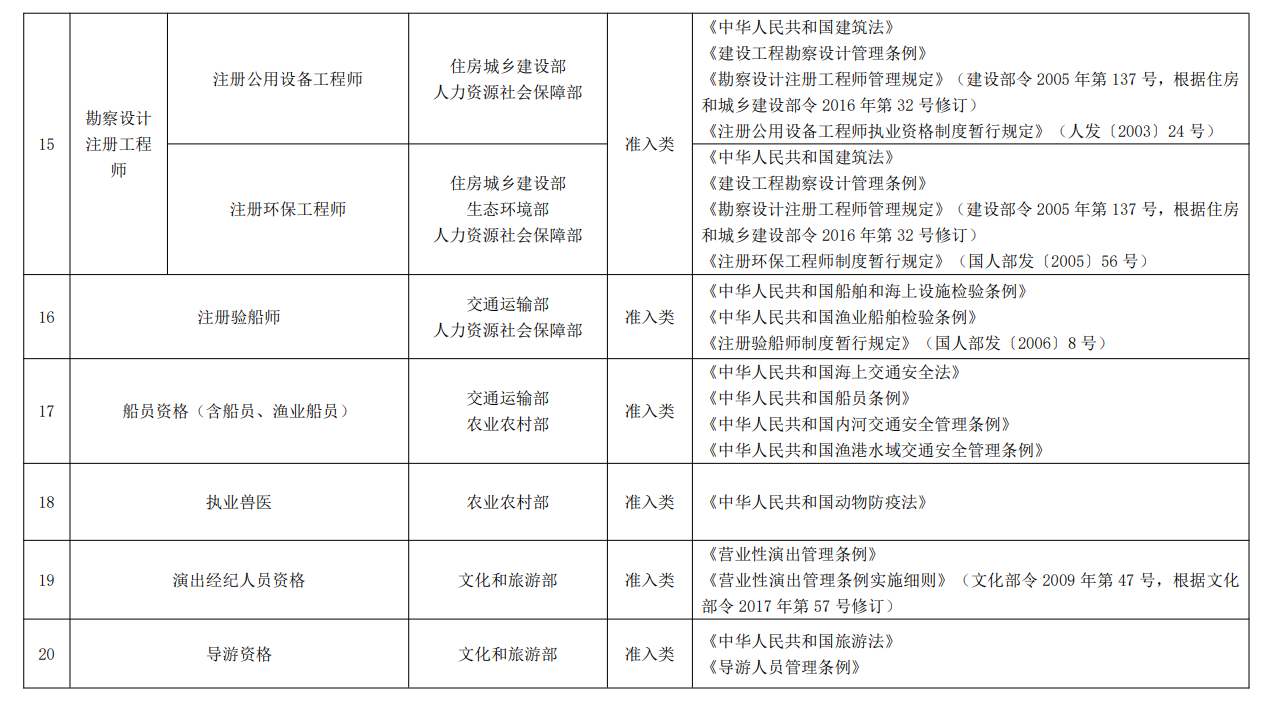 15
勘察设计
注册工程
师
注册公用设备工程师
住房城乡建设部
人力资源社会保障部
准入类
《中华人民共和国建筑法》
《建设工程勘察设计管理条例》
《勘察设计注册工程师管理规定》（建设部令 2005 年第 137 号，根据住房
和城乡建设部令 2016 年第 32 号修订）
《注册公用设备工程师执业资格制度暂行规定》（人发〔2003〕24 号）
注册环保工程师
住房城乡建设部
生态环境部
人力资源社会保障部
《中华人民共和国建筑法》
《建设工程勘察设计管理条例》
《勘察设计注册工程师管理规定》（建设部令 2005 年第 137 号，根据住房
和城乡建设部令 2016 年第 32 号修订）
《注册环保工程师制度暂行规定》（国人部发〔2005〕56 号）
16
注册验船师
交通运输部
人力资源社会保障部
准入类
《中华人民共和国船舶和海上设施检验条例》
《中华人民共和国渔业船舶检验条例》
《注册验船师制度暂行规定》（国人部发〔2006〕8 号）
17
船员资格（含船员、渔业船员）
交通运输部
农业农村部
准入类
《中华人民共和国海上交通安全法》
《中华人民共和国船员条例》
《中华人民共和国内河交通安全管理条例》
《中华人民共和国渔港水域交通安全管理条例》
18
执业兽医
农业农村部
准入类
《中华人民共和国动物防疫法》
19
演出经纪人员资格
文化和旅游部
准入类
《营业性演出管理条例》
《营业性演出管理条例实施细则》（文化部令 2009 年第 47 号，根据文化
部令 2017 年第 57 号修订）
20
导游资格
文化和旅游部
准入类
《中华人民共和国旅游法》
《导游人员管理条例》